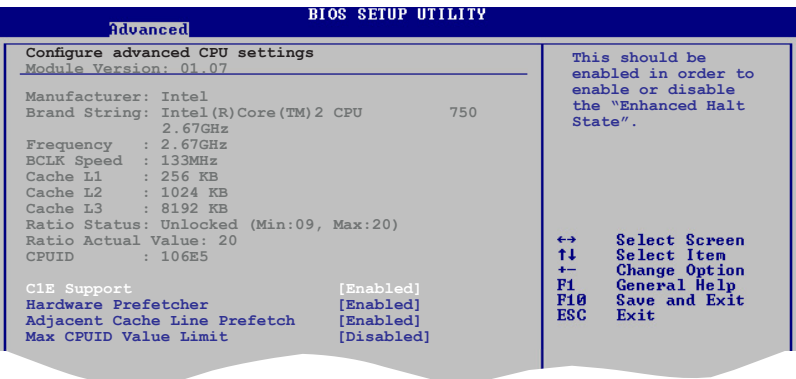 BIOS SETUP UTILITY
Advanced
Configure advanced CPU settings
Module Version: 01.07
Manufacturer: Intel
Brand String: Intel(R)Core(TM)2 CPU 750
2.67GHz
Frequency : 2.67GHz
BCLK Speed : 133MHz
Cache L1 : 256 KB
Cache L2 : 1024 KB
Cache L3 : 8192 KB
Ratio Status: Unlocked (Min:09, Max:20)
Ratio Actual Value: 20
CPUID : 106E5
C1E Support [Enabled]
Hardware Prefetcher [Enabled]
Adjacent Cache Line Prefetch [Enabled]
Max CPUID Value Limit [Disabled]
This should be
enabled in order to
enable or disable
the “Enhanced Halt
State”.
←→ Select Screen
↑↓ Select Item
+- Change Option
F1 General Help
F10 Save and Exit
ESC Exit